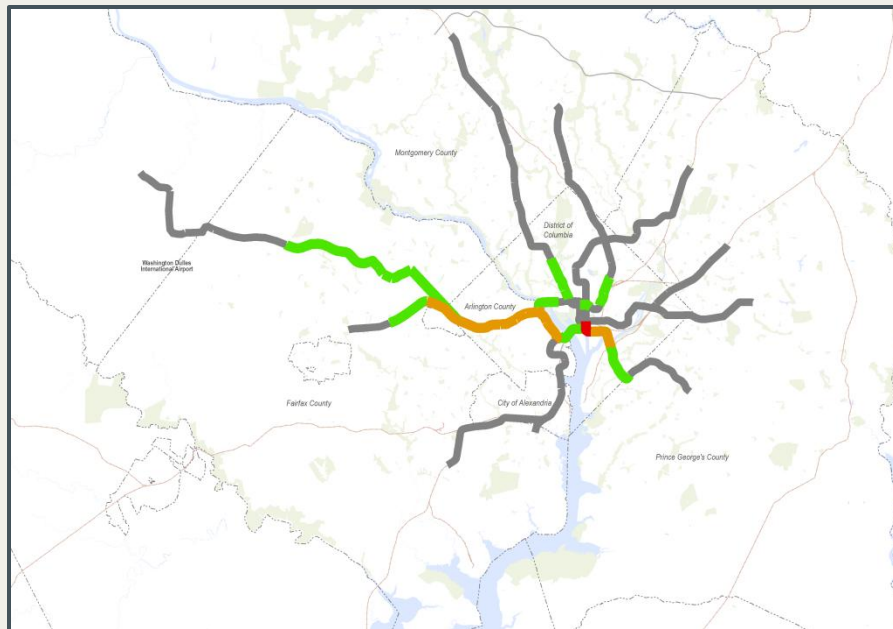 Montgomery County
District of
Columbia
Washington Dulles
International Airport
Arlington County
Fairfax County
City of Alexandria
Prince George's County